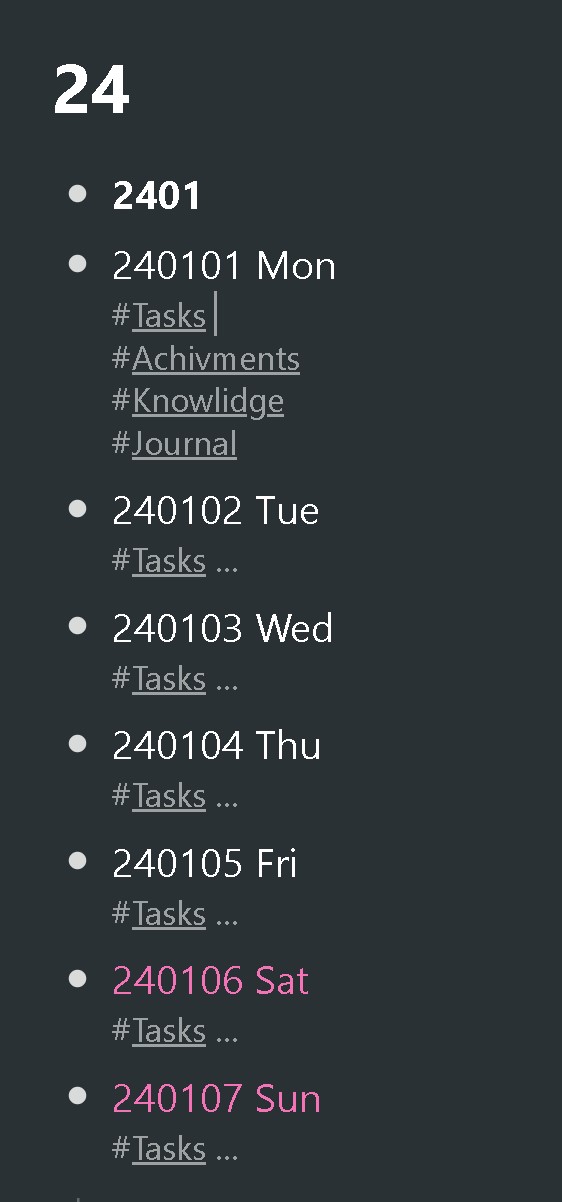 24
2401
240101 Mon
#Tasks
#Achivments
#Knowlidge
#Journal
240102 Tue
#Tasks ...
240103 Wed
#Tasks ...
240104 Thu
#Tasks ...
240105 Fri
#Tasks ...
240106 Sat
#Tasks ...
240107 Sun
#Tasks ...